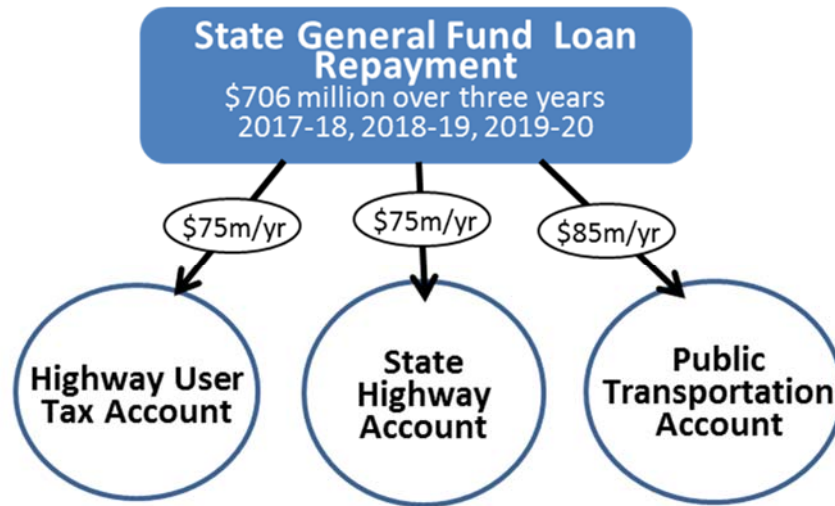 State General Fund Loan
Repayment
$706 million over three years
2017-18, 2018-19, 2019-20
$75m/yr
$75m/yr
$85m/yr
Highway User
Tax Account
State
Highway
Account
Public
Transportation
Account